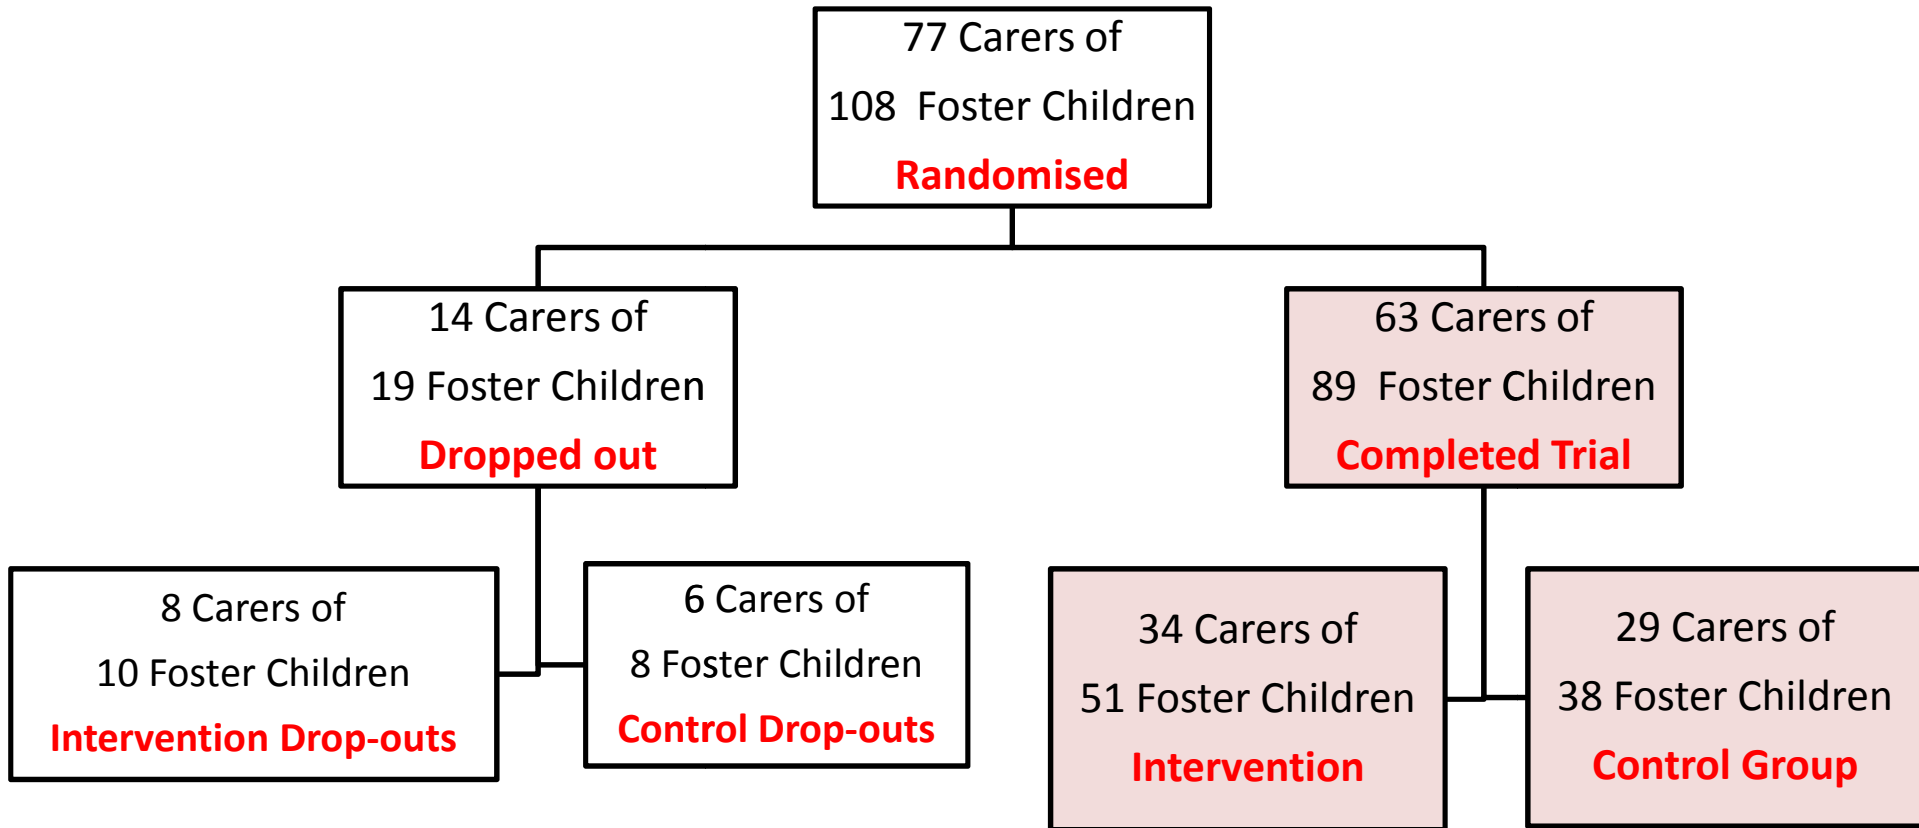 77 Carers of
108 Foster Children
Randomised
14 Carers of
19 Foster Children
Dropped out
63 Carers of
89 Foster Children
Completed Trial
8 Carers of
10 Foster Children
Intervention Drop-outs
6 Carers of
8 Foster Children
Control Drop-outs
34 Carers of
51 Foster Children
Intervention
29 Carers of
38 Foster Children
Control Group